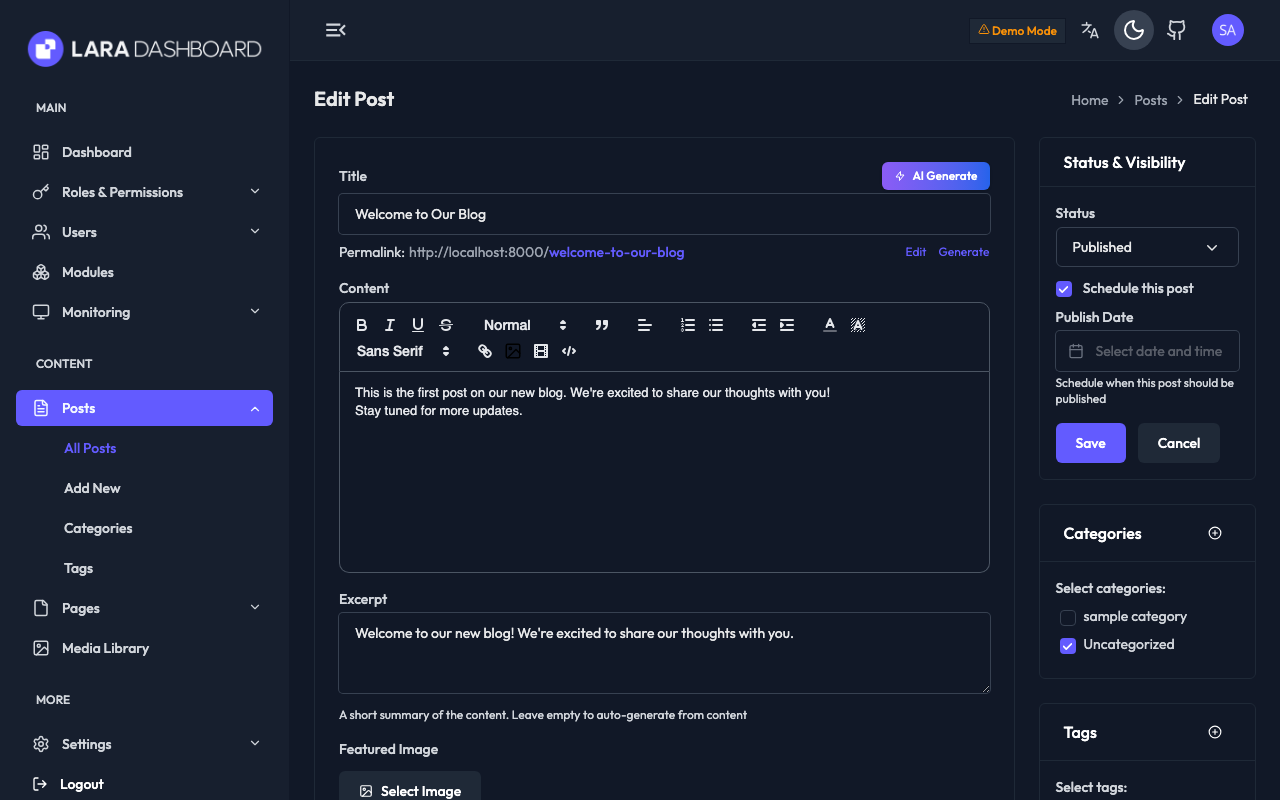 LARA DASHBOARD
MAIN
Dashboard
Roles & Permissions
Users
Modules
Monitoring
CONTENT
Posts
All Posts
Add New
Categories
Tags
Pages
Media Library
MORE
Settings
Logout
Demo Mode
SA
Edit Post
Home > Posts > Edit Post
Title
AI Generate
Welcome to Our Blog
Permalink: http://localhost:8000/welcome-to-our-blog
Edit Generate
Content
Normal
Sans Serif
This is the first post on our new blog. We're excited to share our thoughts with you!
Stay tuned for more updates.
Excerpt
Welcome to our new blog! We're excited to share our thoughts with you.
A short summary of the content. Leave empty to auto-generate from content
Featured Image
Select Image
Status & Visibility
Status
Published
Schedule this post
Publish Date
Select date and time
Schedule when this post should be
published
Save
Cancel
Categories
Select categories:
sample category
Uncategorized
Tags
Select tags: